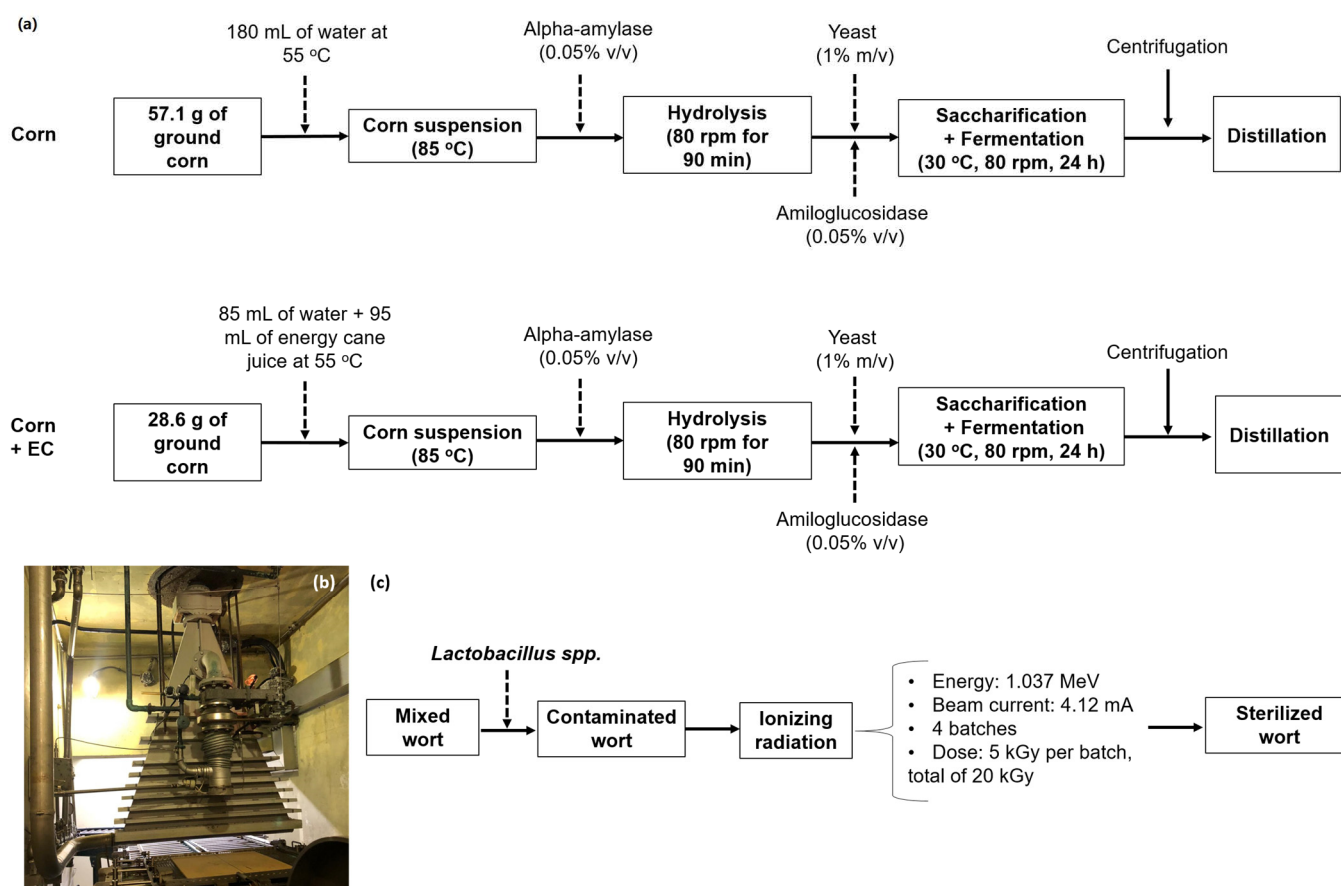 (a)
180 mL of water at
55 ºC
Alpha-amylase
(0.05% v/v)
Yeast
(1% m/v)
Centrifugation
Corn
57.1 g of
ground
corn
Corn suspension
(85 ºC)
Hydrolysis
(80 rpm for
90 min)
Saccharification
+ Fermentation
(30 ºC, 80 rpm, 24 h)
Distillation
Amiloglucosidase
(0.05% v/v)
85 mL of water + 95
mL of energy cane
juice at 55 ºC
Alpha-amylase
(0.05% v/v)
Yeast
(1% m/v)
Centrifugation
Corn
+ EC
28.6 g of
ground
corn
Corn suspension
(85 ºC)
Hydrolysis
(80 rpm for
90 min)
Saccharification
+ Fermentation
(30 ºC, 80 rpm, 24 h)
Distillation
Amiloglucosidase
(0.05% v/v)
(b)
(c)
Lactobacillus spp.
Mixed
wort
Contaminated
wort
Ionizing
radiation
• Energy: 1.037 MeV
• Beam current: 4.12 mA
• 4 batches
• Dose: 5 kGy per batch,
total of 20 kGy
Sterilized
wort